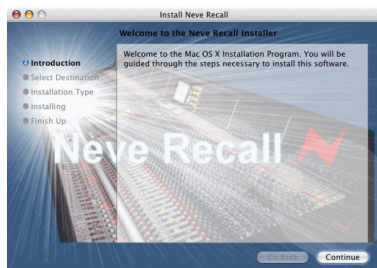 Install Neve Recall
Welcome to the Neve Recall Installer
Introduction
Select Destination
Installation Type
Installing
Finish Up
Welcome to the Mac OS X Installation Program. You will be
guided through the steps necessary to install this software.
Neve Recall
Go Back
Continue